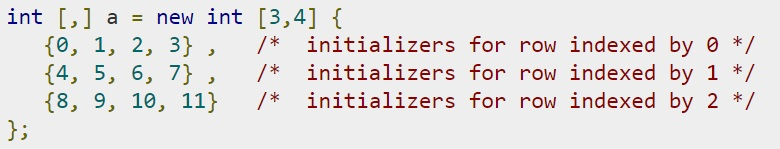 int [,] a = new int [3,4] {
   {0, 1, 2, 3} ,   /*  initializers for row indexed by 0 */
   {4, 5, 6, 7} ,   /*  initializers for row indexed by 1 */
   {8, 9, 10, 11}   /*  initializers for row indexed by 2 */
};